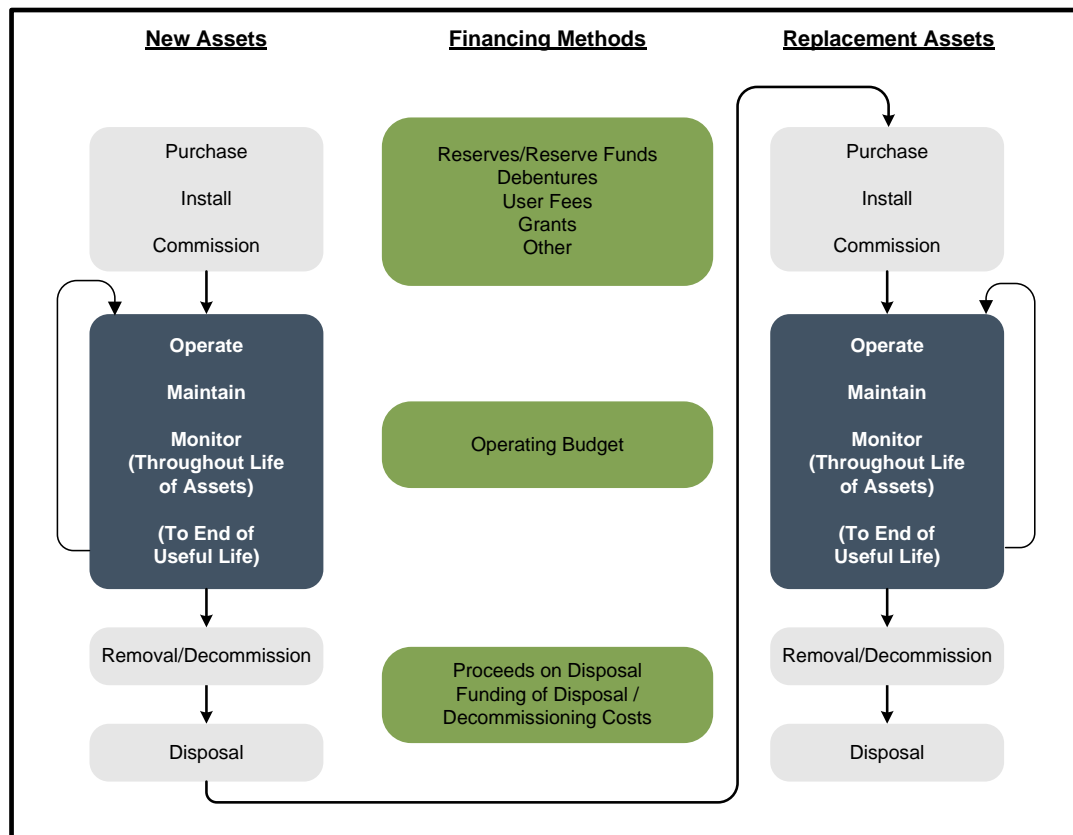 New Assets
Purchase
Install
Commission
Operate
Maintain
Monitor
(Throughout Life
of Assets)
(To End of
Useful Life)
Removal/Decommission
Disposal
Financing Methods
Reserves/Reserve Funds
Debentures
User Fees
Grants
Other
Operating Budget
Proceeds on Disposal
Funding of Disposal /
Decommissioning Costs
Replacement Assets
Purchase
Install
Commission
Operate
Maintain
Monitor
(Throughout Life
of Assets)
(To End of
Useful Life)
Removal/Decommission
Disposal